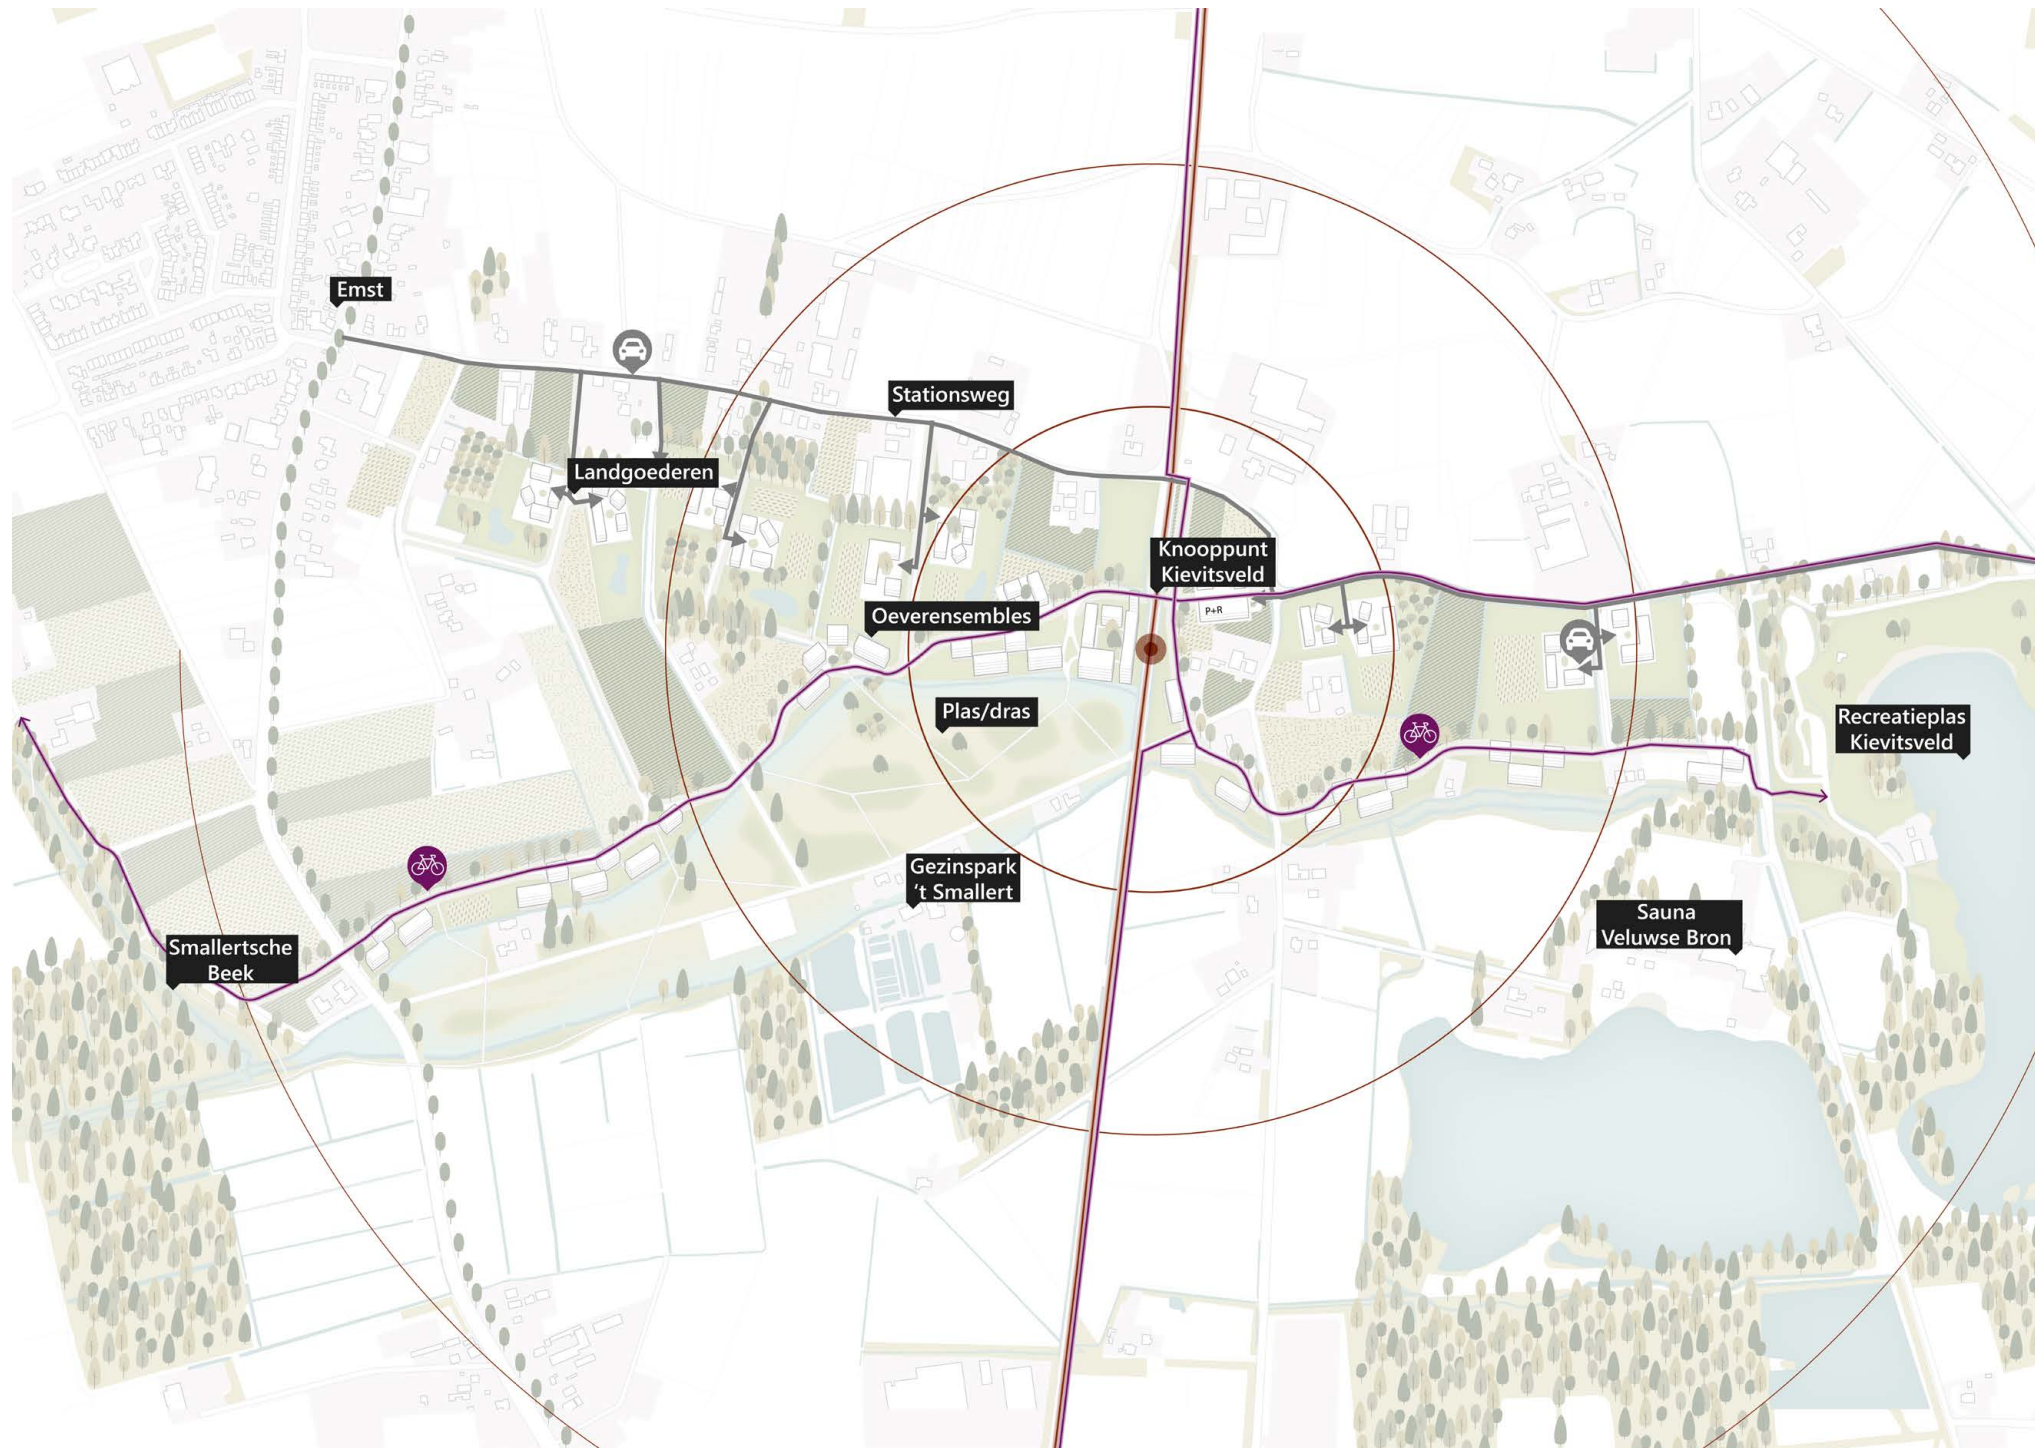 Emst
Stationsweg
Landgoederen
Knooppunt
Kievitsveld
P+R
Oeverensembles
Plas/dras
Recreatieplas
Kievitsveld
Gezinspark
‘t Smallert
Sauna
Veluwse Bron
Smallertsche
Beek